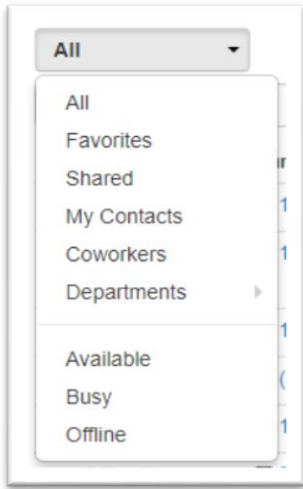 All
All
Favorites
Shared
My Contacts
Coworkers
Departments
Available
Busy
Offline